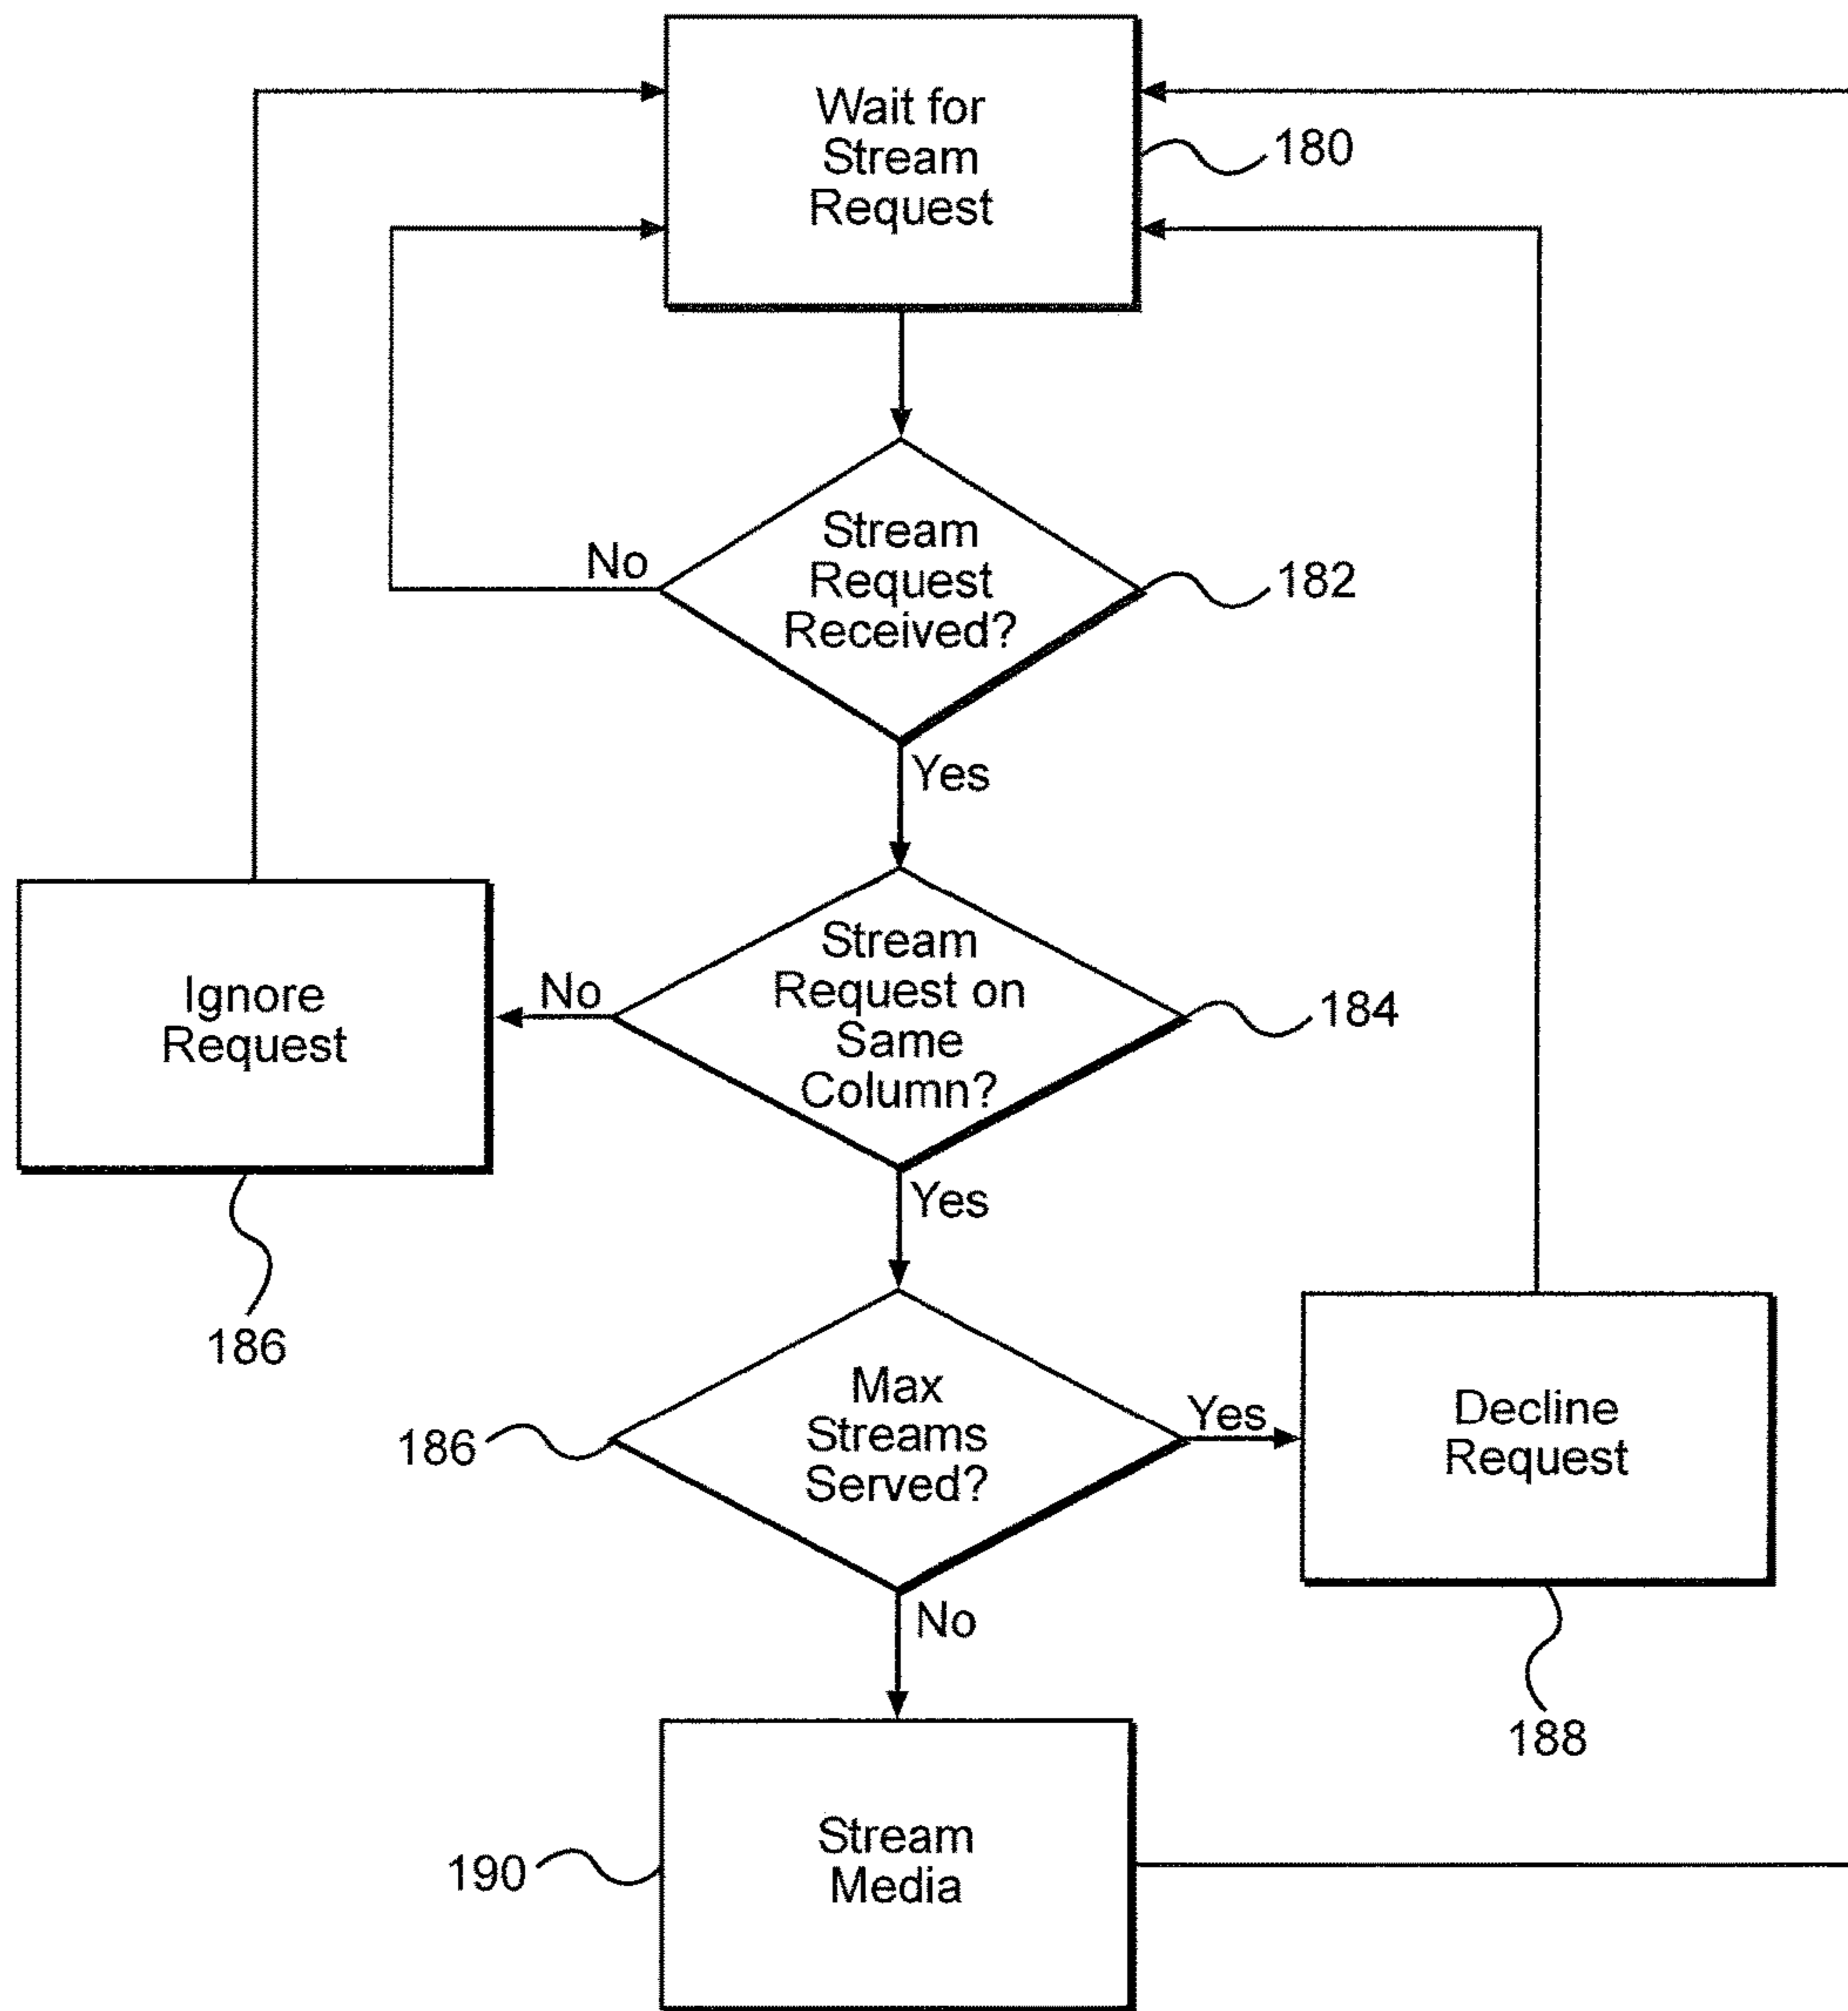 Wait for
Stream
Request
180
Stream
Request
Received?
182
No
Yes
Stream
Request on
Same
Column?
184
No
Ignore
Request
186
Yes
Max
Streams
Served?
186
Yes
Decline
Request
188
No
Stream
Media
190